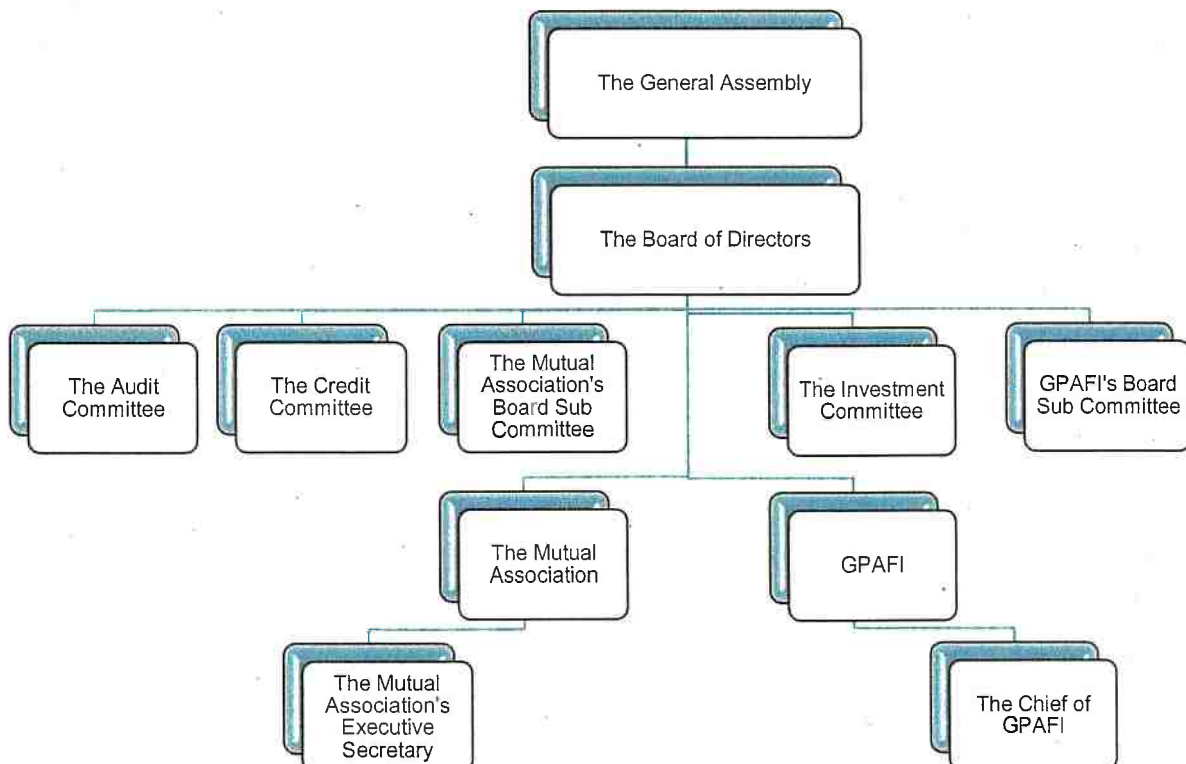 The General Assembly
The Board of Directors
The Audit
Committee
The Credit
Committee
The Mutual
Association's
Board Sub
Committee
The Investment
Committee
GPAFI's Board
Sub Committee
The Mutual
Association
GPAFI
The Mutual
Association's
Executive
Secretary
The Chief of
GPAFI